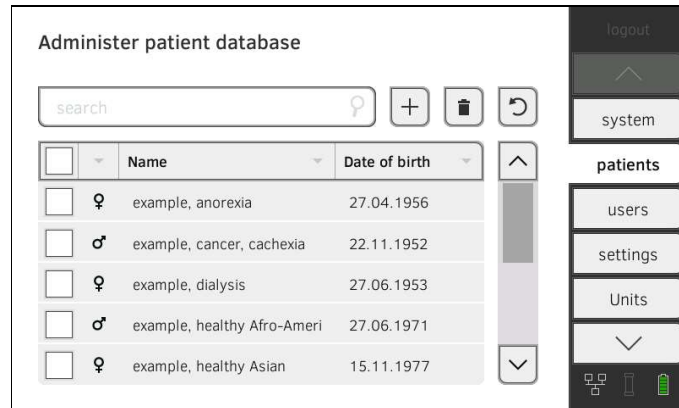 Administer patient database
search
Name Date of birth
example, anorexia 27.04.1956
example, cancer, cachexia 22.11.1952
example, dialysis 27.06.1953
example, healthy Afro-Ameri 27.06.1971
example, healthy Asian 15.11.1977
logout
system
patients
users
settings
Units